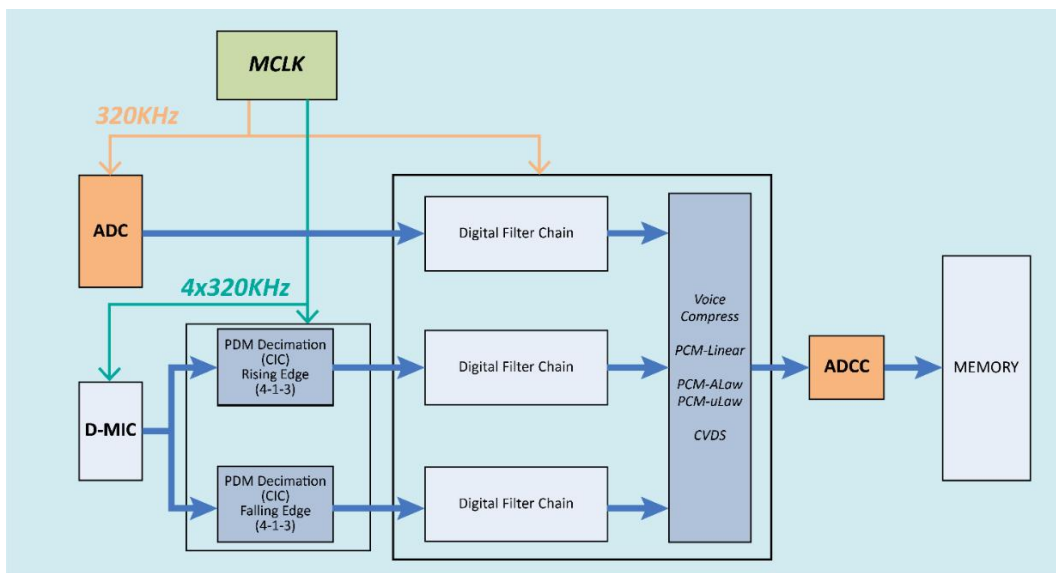 MCLK
320KHz
ADC
Digital Filter Chain
4x320KHz
PDM Decimation
(CIC)
Rising Edge
(4-1-3)
Digital Filter Chain
Voice
Compress
PCM-Linear
PCM-ALaw
PCM-uLaw
CVDS
ADCC
MEMORY
D-MIC
PDM Decimation
(CIC)
Falling Edge
(4-1-3)
Digital Filter Chain